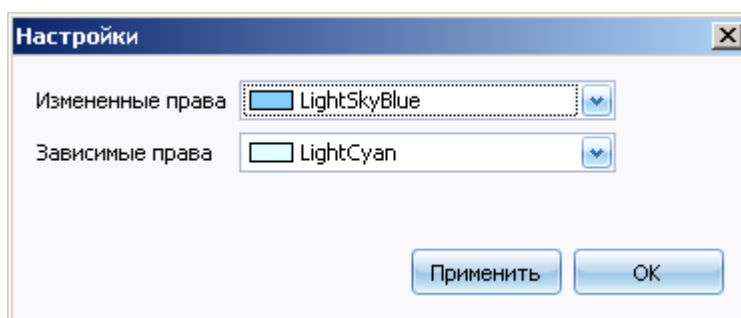 Настройки
Измененные права LightSkyBlue
Зависимые права LightCyan
Применить OK